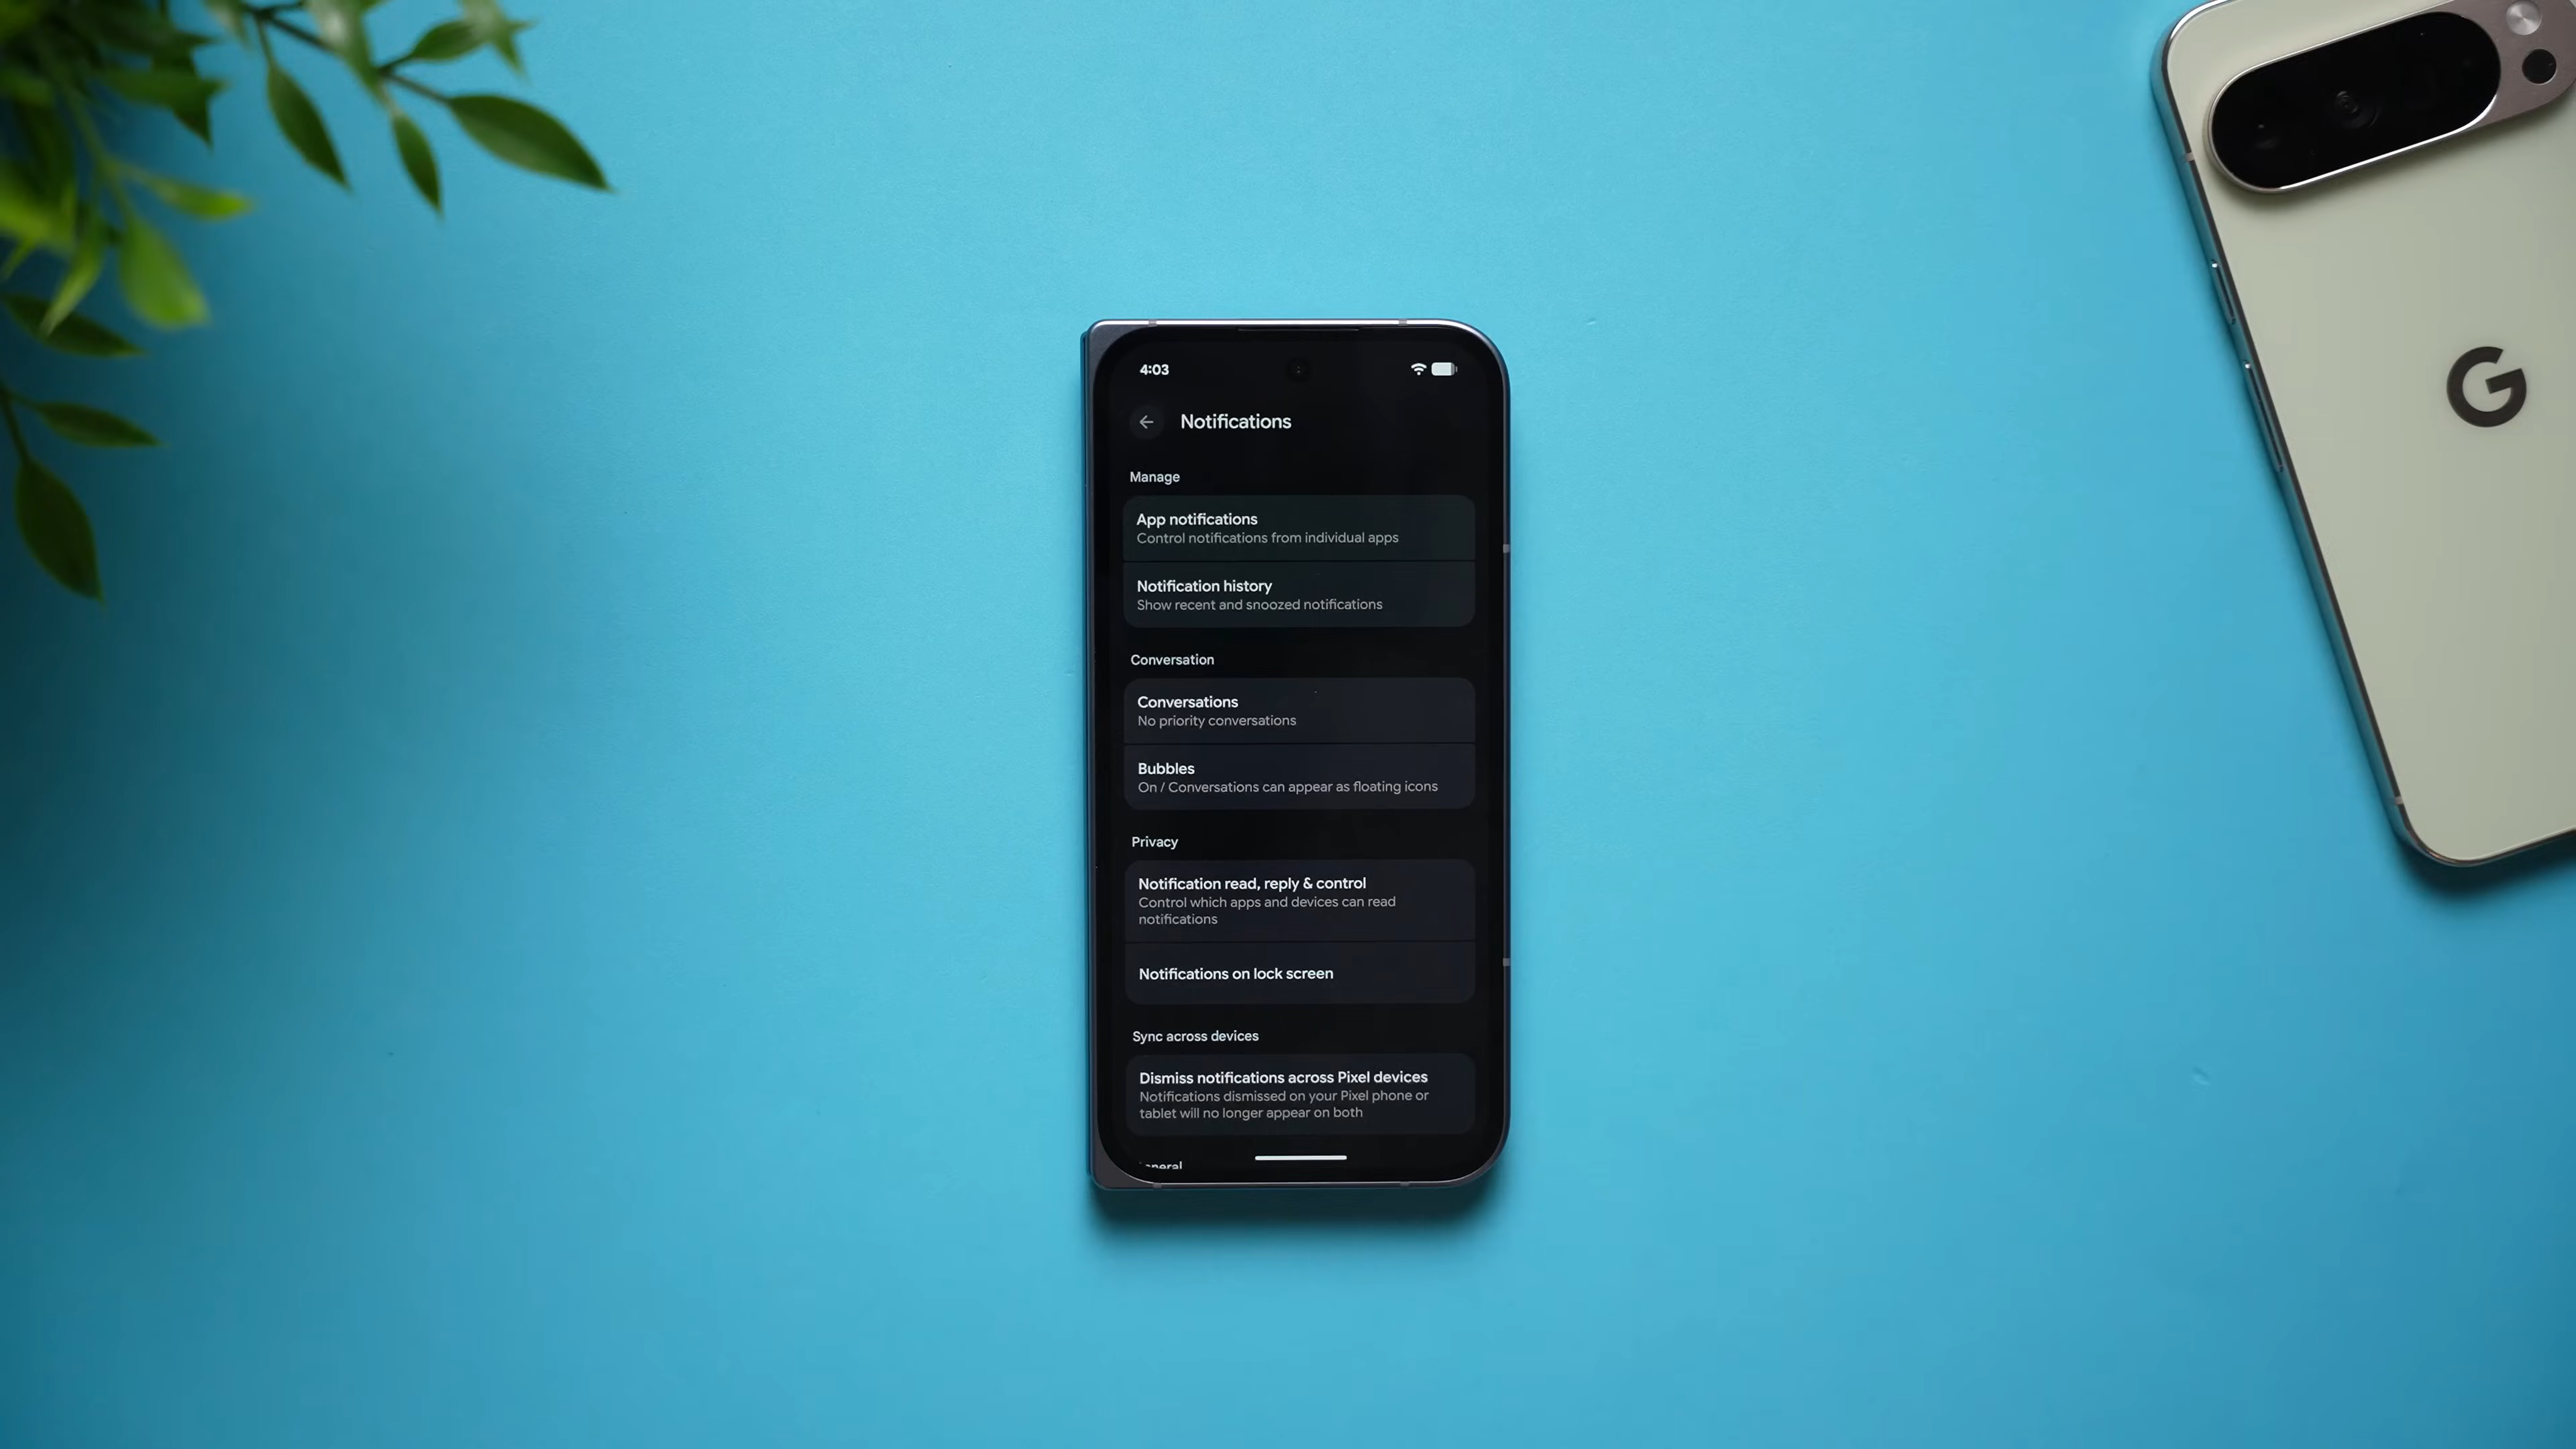 4:03
Notifications
Manage
App notifications
Control notifications from individual apps
Notification history
Show recent and snoozed notifications
Conversation
Conversations
No priority conversations
Bubbles
On / Conversations can appear as floating icons
Privacy
Notification read, reply & control
Control which apps and devices can read
notifications
Notifications on lock screen
Sync across devices
Dismiss notifications across Pixel devices
Notifications dismissed on your Pixel phone or
tablet will no longer appear on both
G